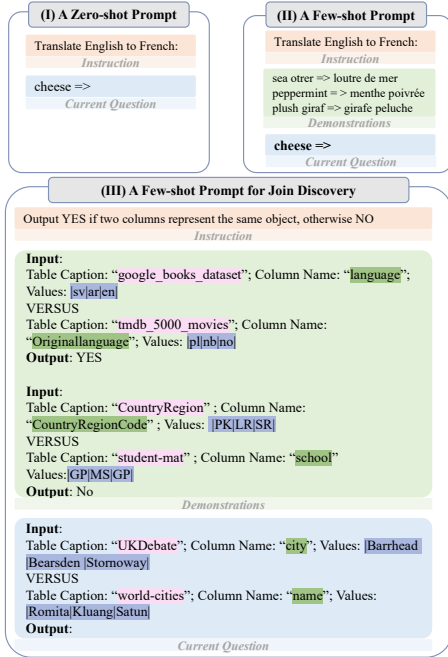 (I) A Zero-shot Prompt
Translate English to French:
Instruction
cheese =>
Current Question
(II) A Few-shot Prompt
Translate English to French:
Instruction
sea otrer => loutre de mer
peppermint = > menthe poivrée
plush giraf => girafe peluche
Demonstrations
cheese =>
Current Question
(III) A Few-shot Prompt for Join Discovery
Output YES if two columns represent the same object, otherwise NO
Instruction
Input:
Table Caption: “google_books_dataset”; Column Name: “language”;
Values: |sv|ar|en|
VERSUS
Table Caption: “tmdb_5000_movies”; Column Name:
“Originallanguage”; Values: |pl|nb|no|
Output: YES
Input:
Table Caption: “CountryRegion” ; Column Name:
“CountryRegionCode” ; Values: |PK|LR|SR|
VERSUS
Table Caption: “student-mat” ; Column Name: “school”
Values:|GP|MS|GP|
Output: No
Demonstrations
Input:
Table Caption: “UKDebate”; Column Name: “city”; Values: |Barrhead
|Bearsden |Stornoway|
VERSUS
Table Caption: “world-cities”; Column Name: “name”; Values:
|Romita|Kluang|Satun|
Output:
Current Question